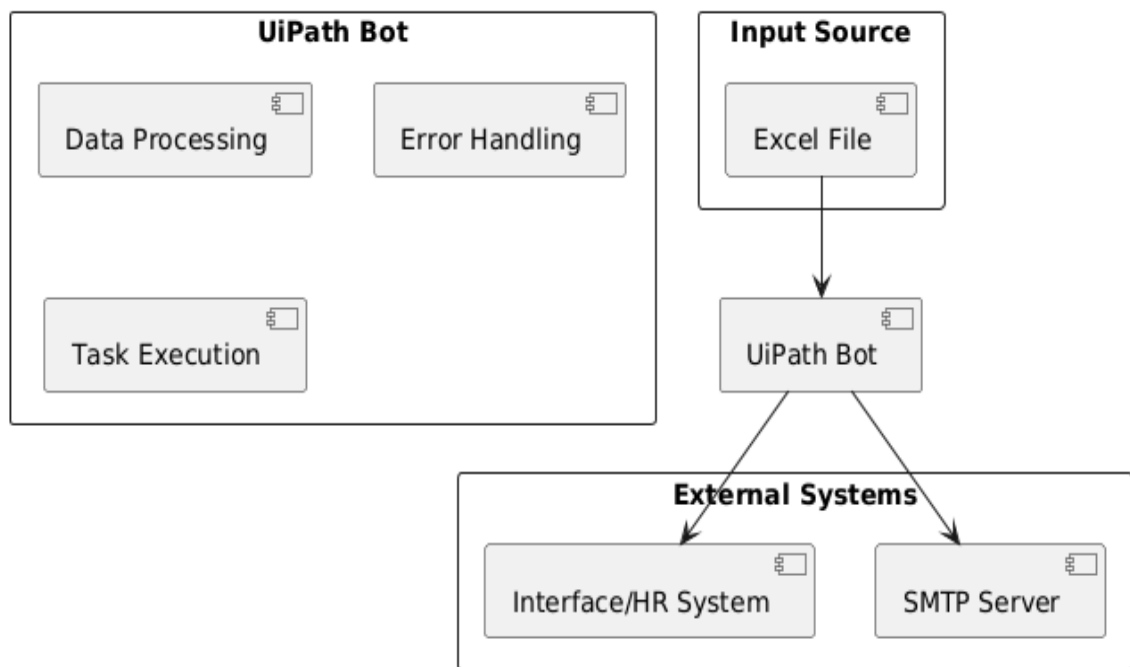 UiPath Bot
Input Source
Data Processing
Error Handling
Excel File
Task Execution
UiPath Bot
External Systems
Interface/HR System
SMTP Server